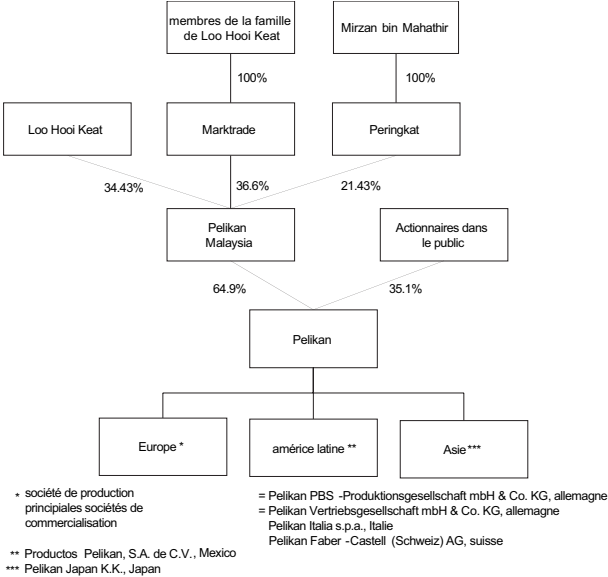 membres de la famille
de Loo Hooi Keat
Mirzan bin Mahathir
100%
100%
Loo Hooi Keat
Marktrade
Peringkat
34.43%
36.6%
21.43%
Pelikan
Malaysia
Actionnaires dans
le public
64.9%
35.1%
Pelikan
Europe *
américe latine **
Asie ***
* société de production
principales sociétés de
commercialisation
= Pelikan PBS -Produktionsgesellschaft mbH & Co. KG, allemagne
= Pelikan Vertriebsgesellschaft mbH & Co. KG, allemagne
Pelikan Italia s.p.a., Italie
Pelikan Faber -Castell (Schweiz) AG, suisse
** Productos Pelikan, S.A. de C.V., Mexico
*** Pelikan Japan K.K., Japan